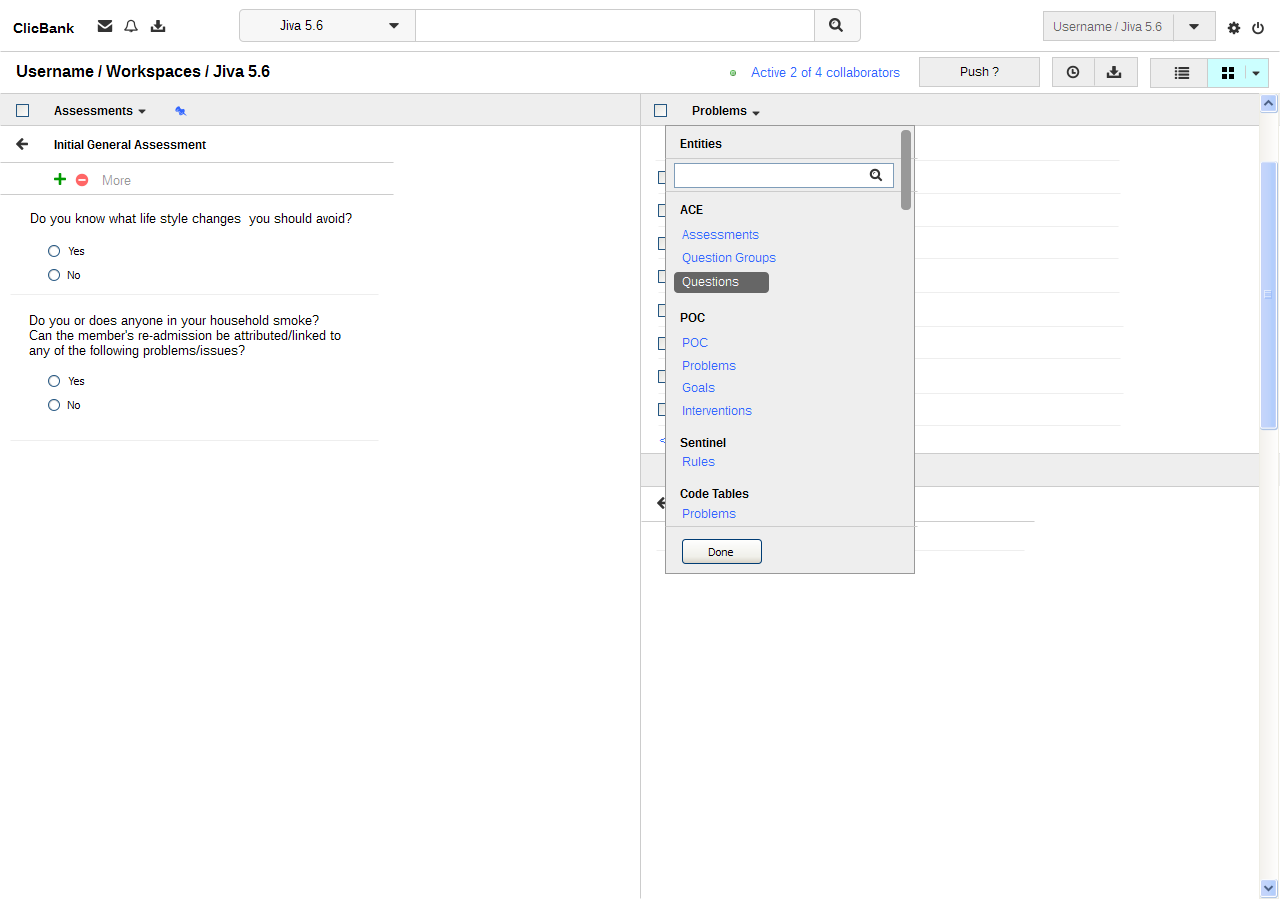 ClicBank
Jiva 5.6
Username / Jiva 5.6
Username / Workspaces / Jiva 5.6
Active 2 of 4 collaborators
Push ?
Assessments
Initial General Assessment
More
Do you know what life style changes  you should avoid?
Yes
No
Do you or does anyone in your household smoke?
Can the member's re-admission be attributed/linked to
any of the following problems/issues?
Yes
No
Problems
Entities
ACE
Assessments
Question Groups
Questions
POC
POC
Problems
Goals
Interventions
Sentinel
Rules
Code Tables
Problems
Done